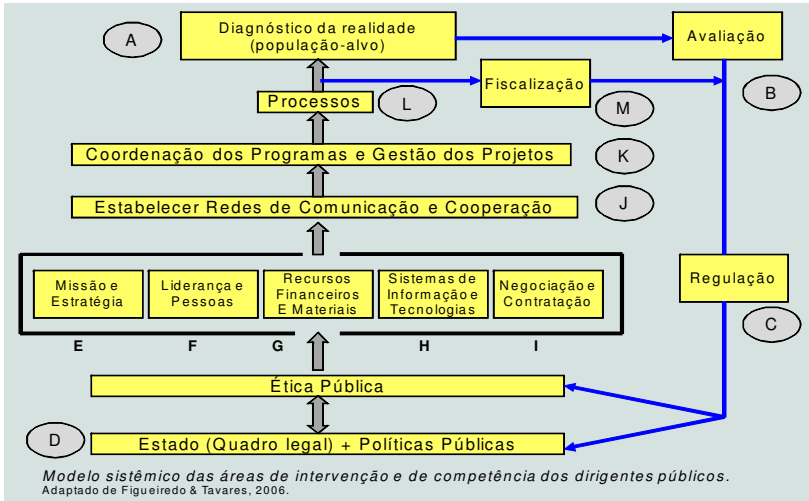 A
Diagnóstico da realidade
(população-alvo)
Avaliação
B
Processos
L
Fiscalização
M
Coordenação dos Programas e Gestão dos Projetos
K
Estabelecer Redes de Comunicação e Cooperação
J
Missão e
Estratégia
Liderança e
Pessoas
Recursos
Financeiros
E Materiais
Sistemas de
Informação e
Tecnologias
Negociação e
Contratação
Regulação
C
E
F
G
H
I
Ética Pública
D
Estado (Quadro legal) + Políticas Públicas
Modelo sistêmico das áreas de intervenção e de competência dos dirigentes públicos.
Adaptado de Figueiredo & Tavares, 2006.